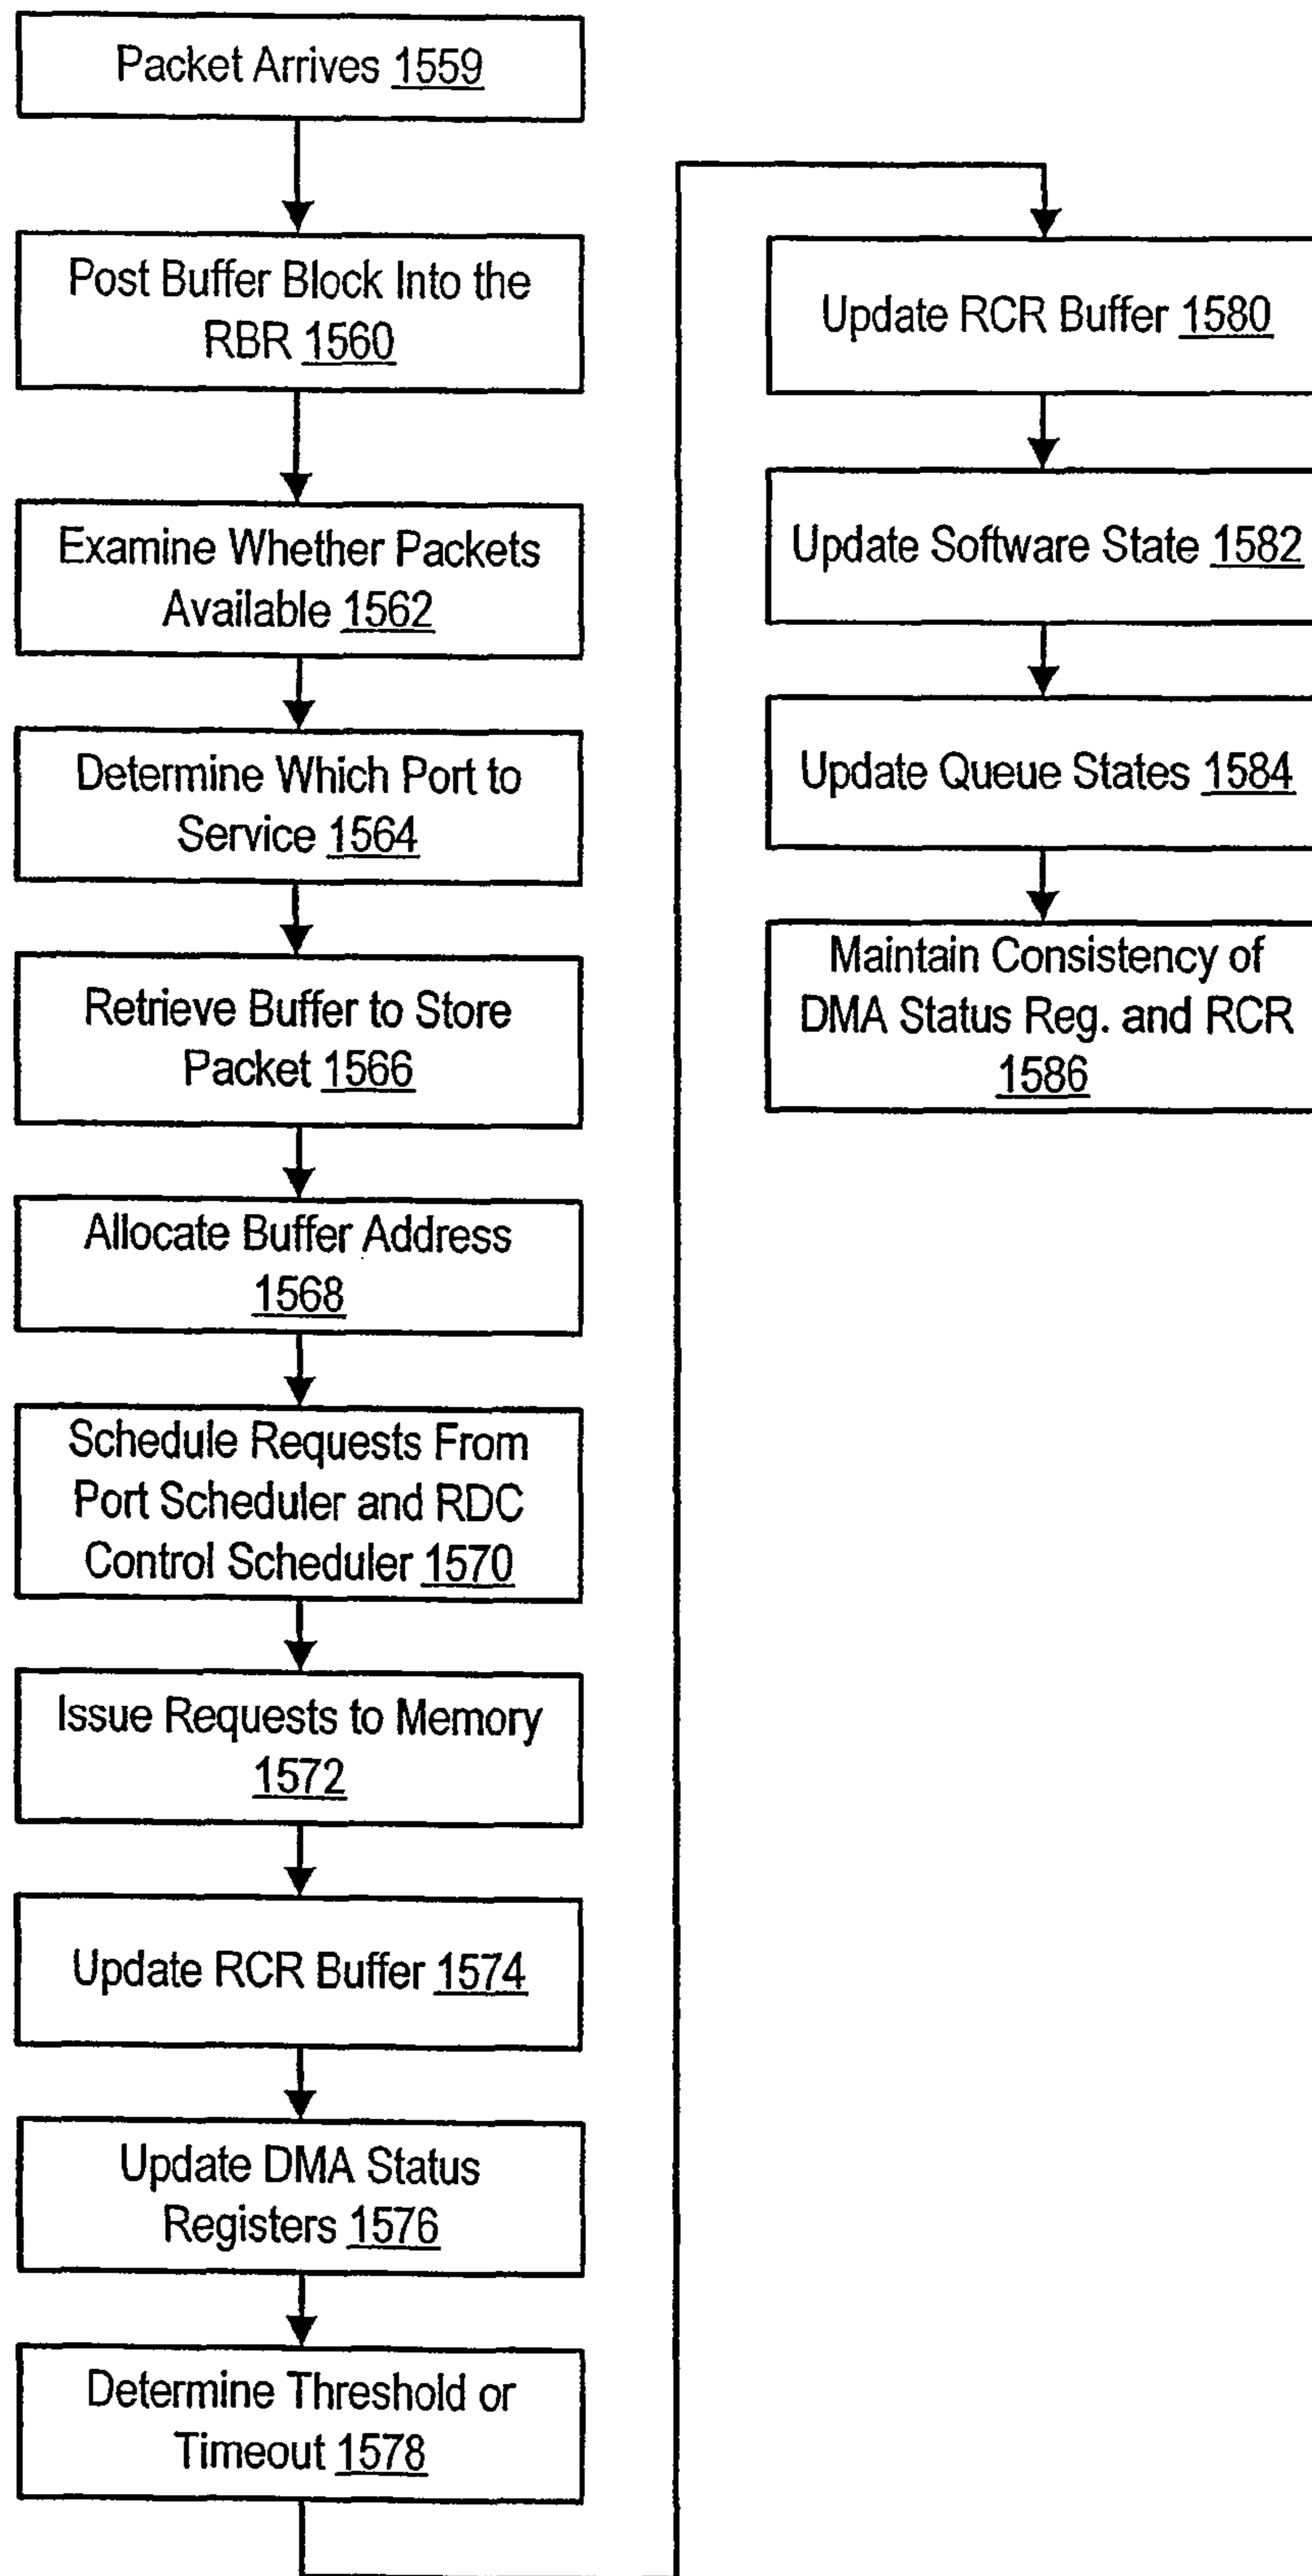 Packet Arrives 1559
Post Buffer Block Into the
RBR 1560
Examine Whether Packets
Available 1562
Determine Which Port to
Service 1564
Retrieve Buffer to Store
Packet 1566
Allocate Buffer Address
1568
Schedule Requests From
Port Scheduler and RDC
Control Scheduler 1570
Issue Requests to Memory
1572
Update RCR Buffer 1574
Update DMA Status
Registers 1576
Determine Threshold or
Timeout 1578
Update RCR Buffer 1580
Update Software State 1582
Update Queue States 1584
Maintain Consistency of
DMA Status Reg. and RCR
1586